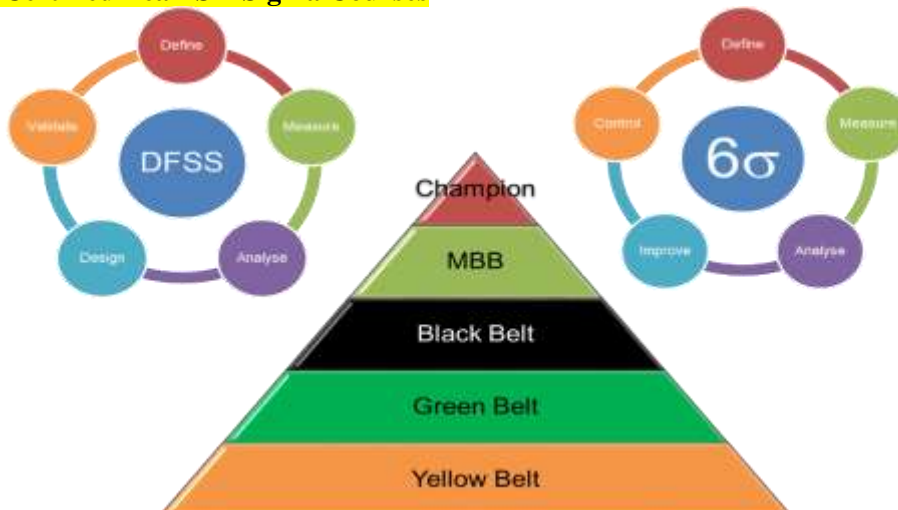 Define
Measure
Analyse
Design
Validate
DFSS
Define
Measure
Analyse
Improve
Control
6σ
Champion
MBB
Black Belt
Green Belt
Yellow Belt